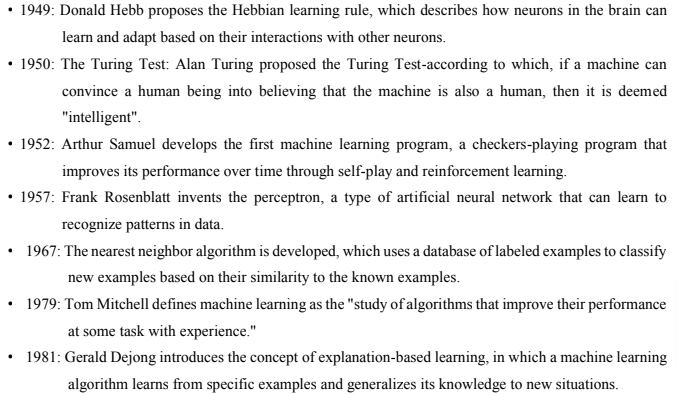 • 1949: Donald Hebb proposes the Hebbian learning rule, which describes how neurons in the brain can
learn and adapt based on their interactions with other neurons.
• 1950: The Turing Test: Alan Turing proposed the Turing Test-according to which, if a machine can
convince a human being into believing that the machine is also a human, then it is deemed
"intelligent".
• 1952: Arthur Samuel develops the first machine learning program, a checkers-playing program that
improves its performance over time through self-play and reinforcement learning.
• 1957: Frank Rosenblatt invents the perceptron, a type of artificial neural network that can learn to
recognize patterns in data.
• 1967: The nearest neighbor algorithm is developed, which uses a database of labeled examples to classify
new examples based on their similarity to the known examples.
• 1979: Tom Mitchell defines machine learning as the "study of algorithms that improve their performance
at some task with experience."
• 1981: Gerald Dejong introduces the concept of explanation-based learning, in which a machine learning
algorithm learns from specific examples and generalizes its knowledge to new situations.